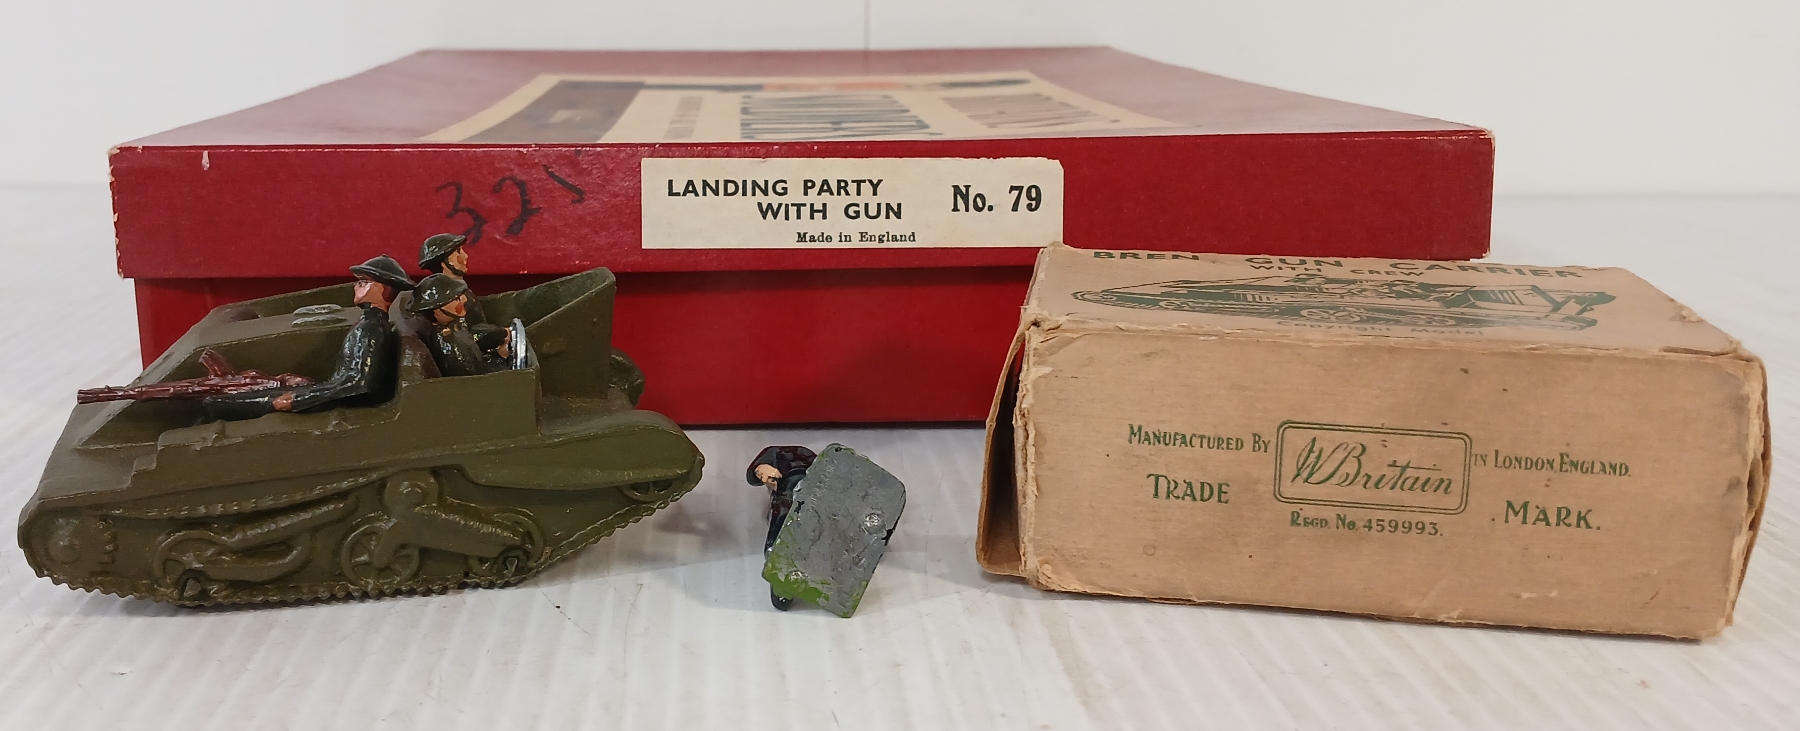 321
LANDING PARTY
WITH GUN
No. 79
Made in England
BREN GUN CARRIER
WITH CREW
Copyright Model
MANUFACTURED BY
W Britain
IN LONDON, ENGLAND.
TRADE
MARK.
REGD. No. 459993.